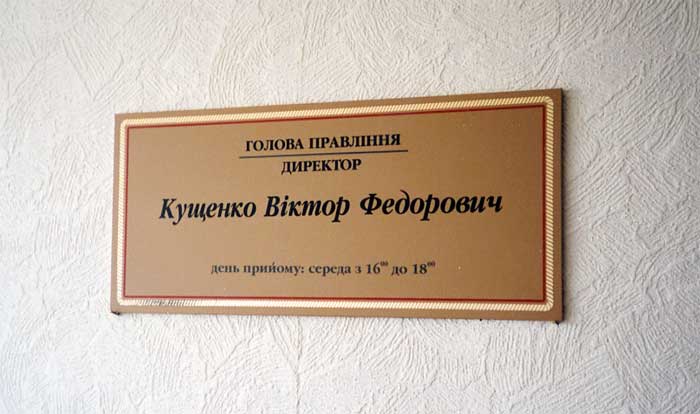 ГОЛОВА ПРАВЛІННЯ
ДИРЕКТОР
Кущенко Віктор Федорович
день прийому: середа з 16⁰⁰ до 18⁰⁰